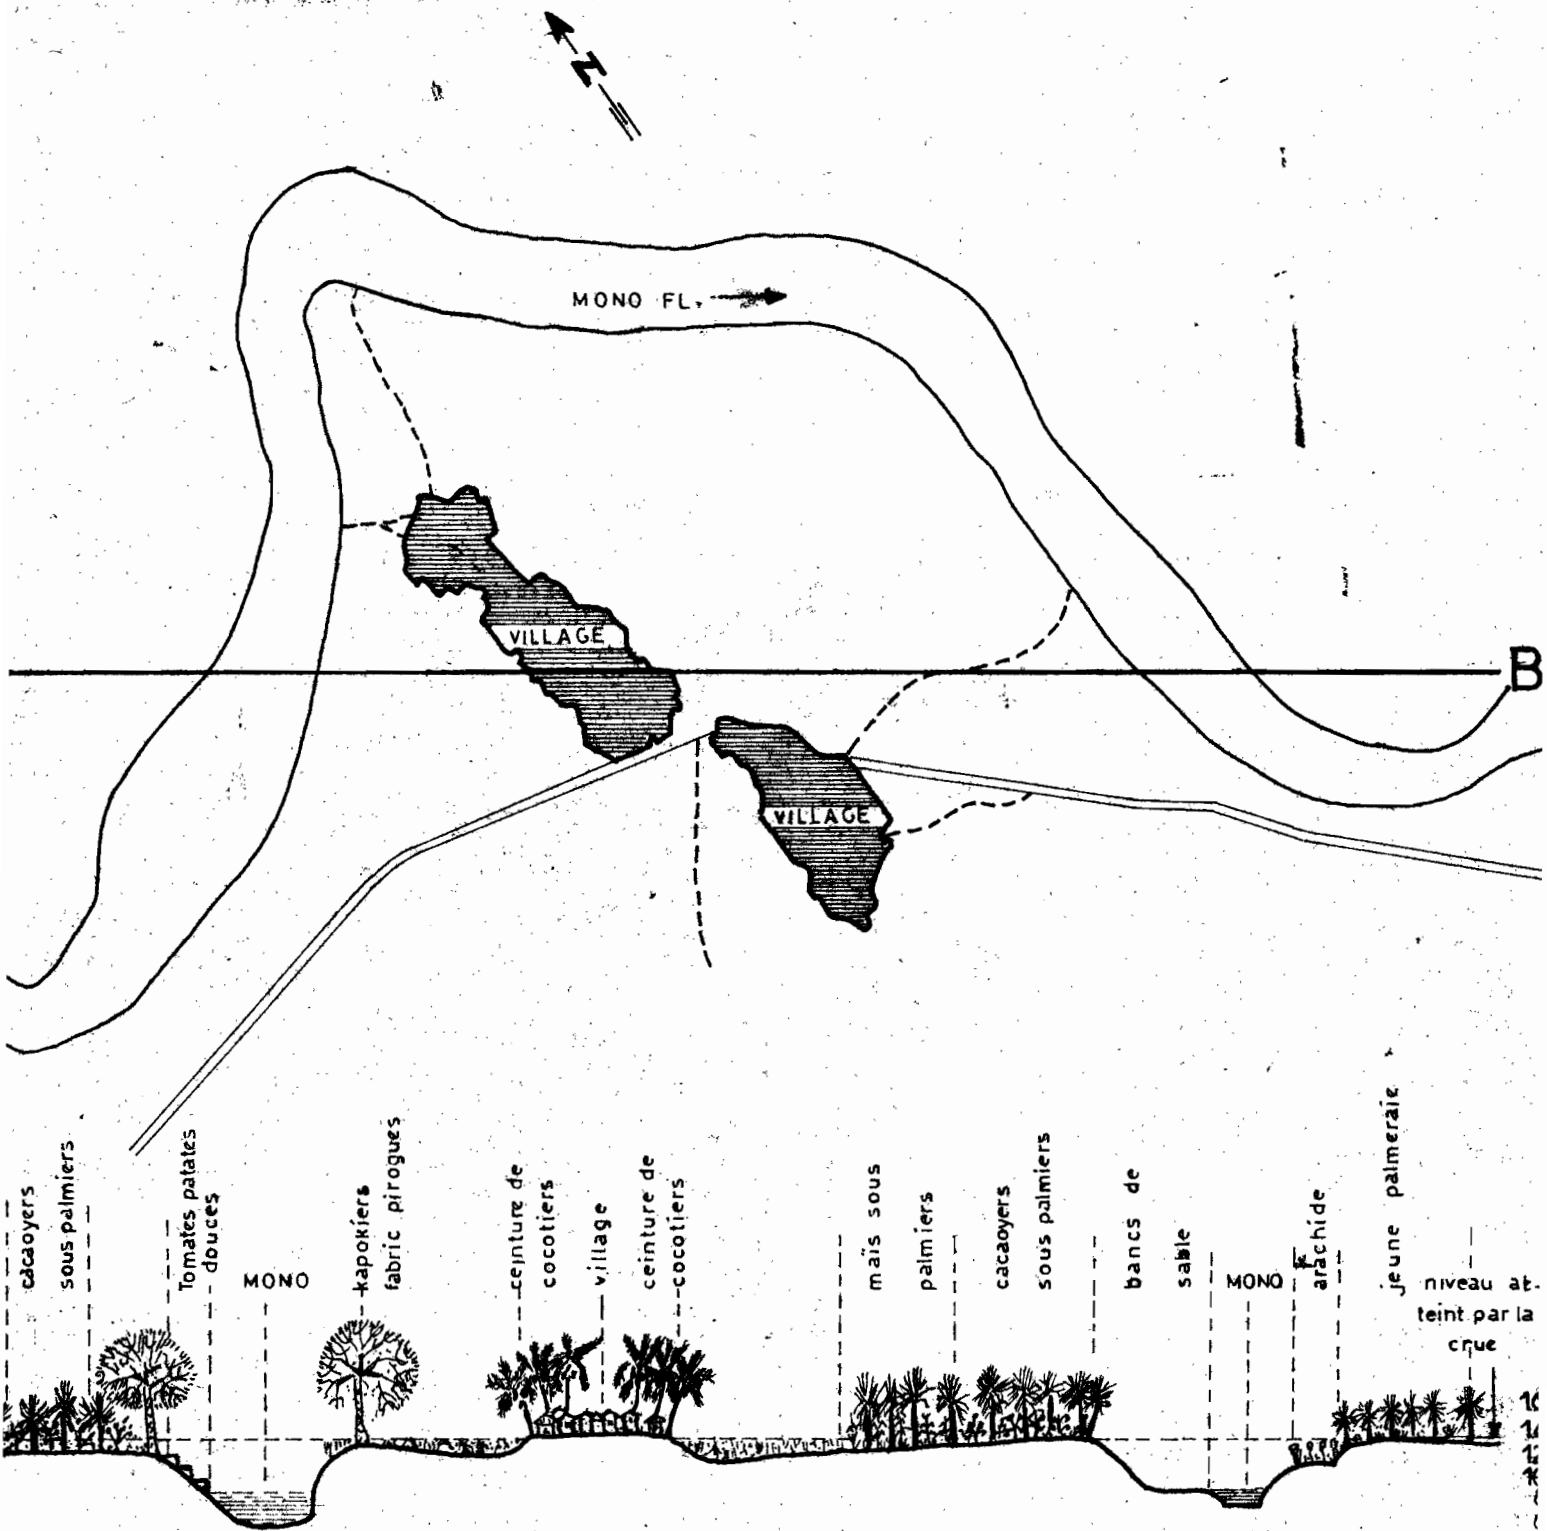 N
MONO FL.
VILLAGE
B
VILLAGE
cacaoyers
sous palmiers
Tomates patates
douces
MONO
kapokiers
fabric pirogues
ceinture de
cocotiers
village
ceinture de
cocotiers
maïs sous
palmiers
cacaoyers
sous palmiers
bancs de
sable
MONO
arachide
jeune palmeraie
niveau at-
teint par la
crue